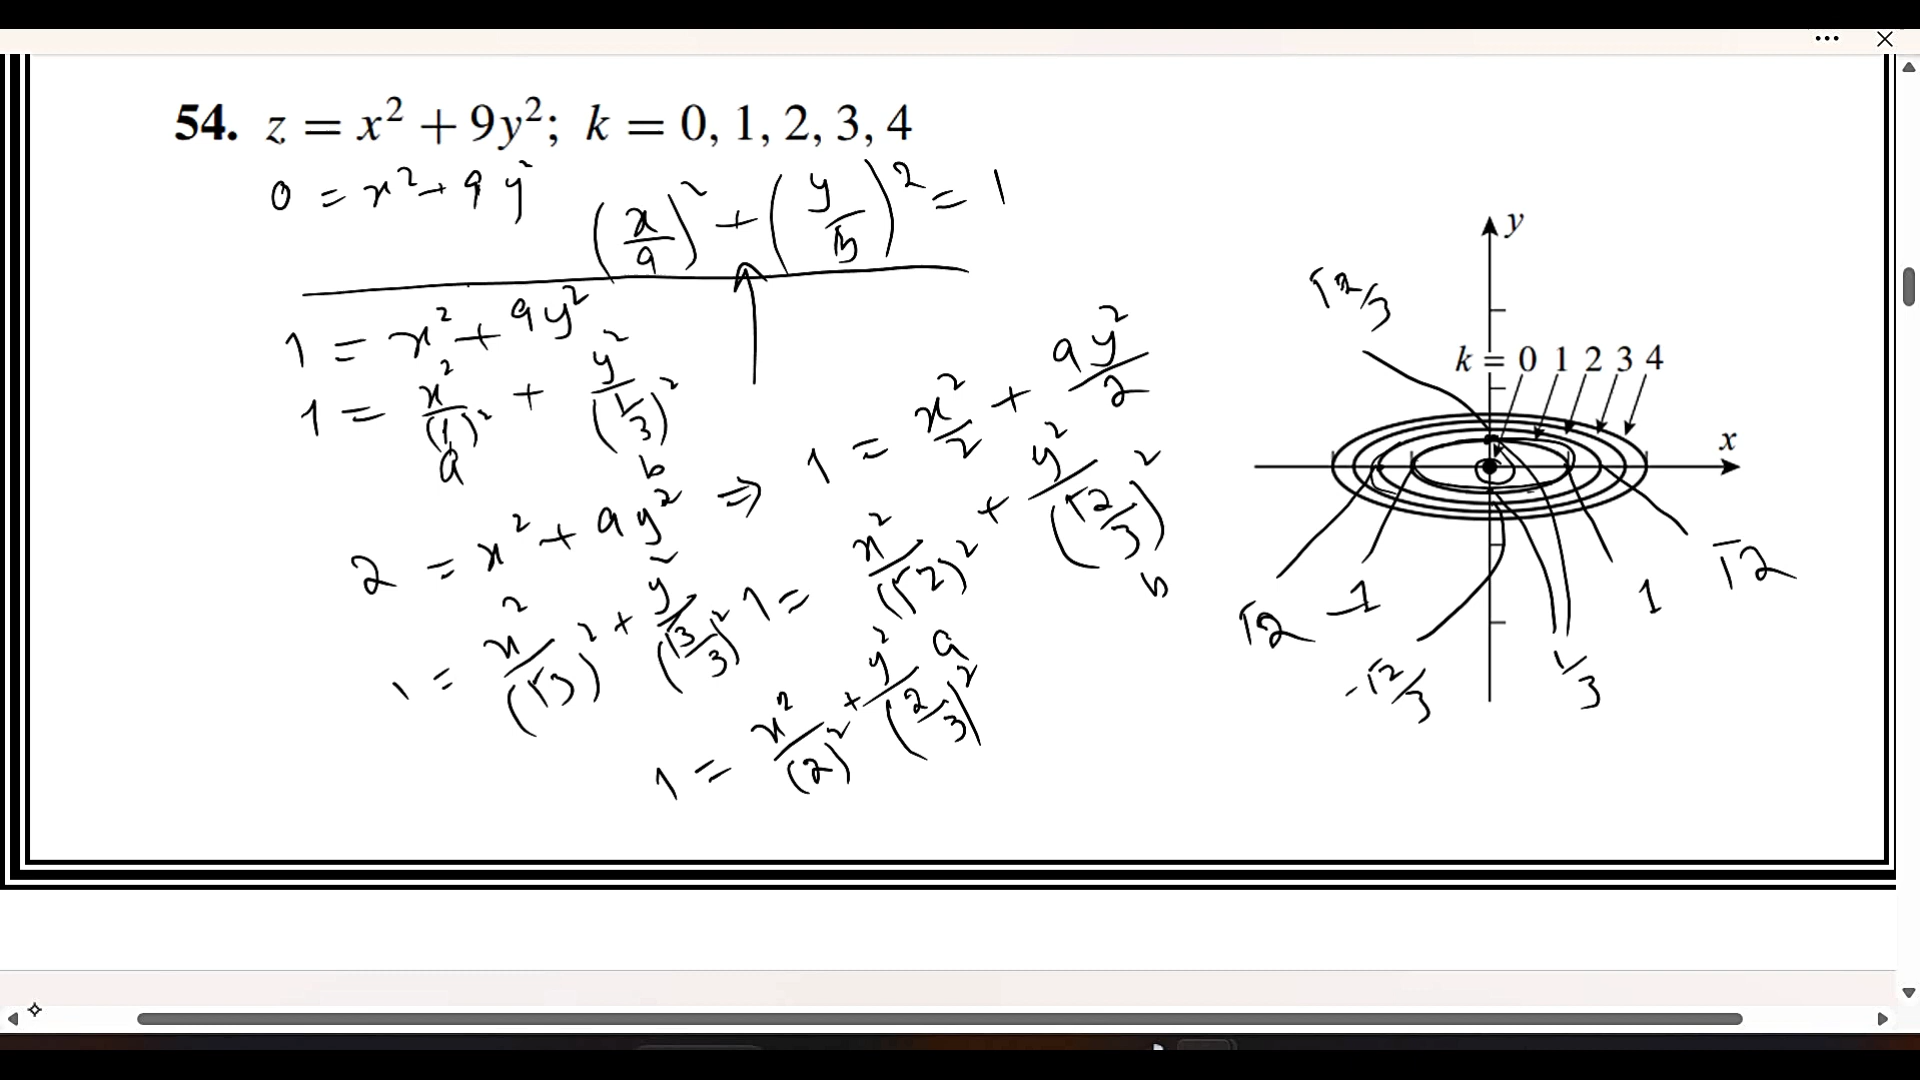 54. z = x² + 9y²; k = 0, 1, 2, 3, 4
0 = x² + 9y²
(x/a)² + (y/b)² = 1
1 = x² + 9y²
1 = x²/(1)² + y²/(1/3)²
a b
2 = x² + 9y² ⇒ 1 = x²/2 + 9y²/2
1 = x²/(√2)² + y²/(√2/3)²
a b
1 = x²/(√3)² + y²/(√3/3)²
1 = x²/(2)² + y²/(2/3)²
y
√2/3
k = 0 1 2 3 4
x
√2 -1 1 √2
-√2/3 1/3